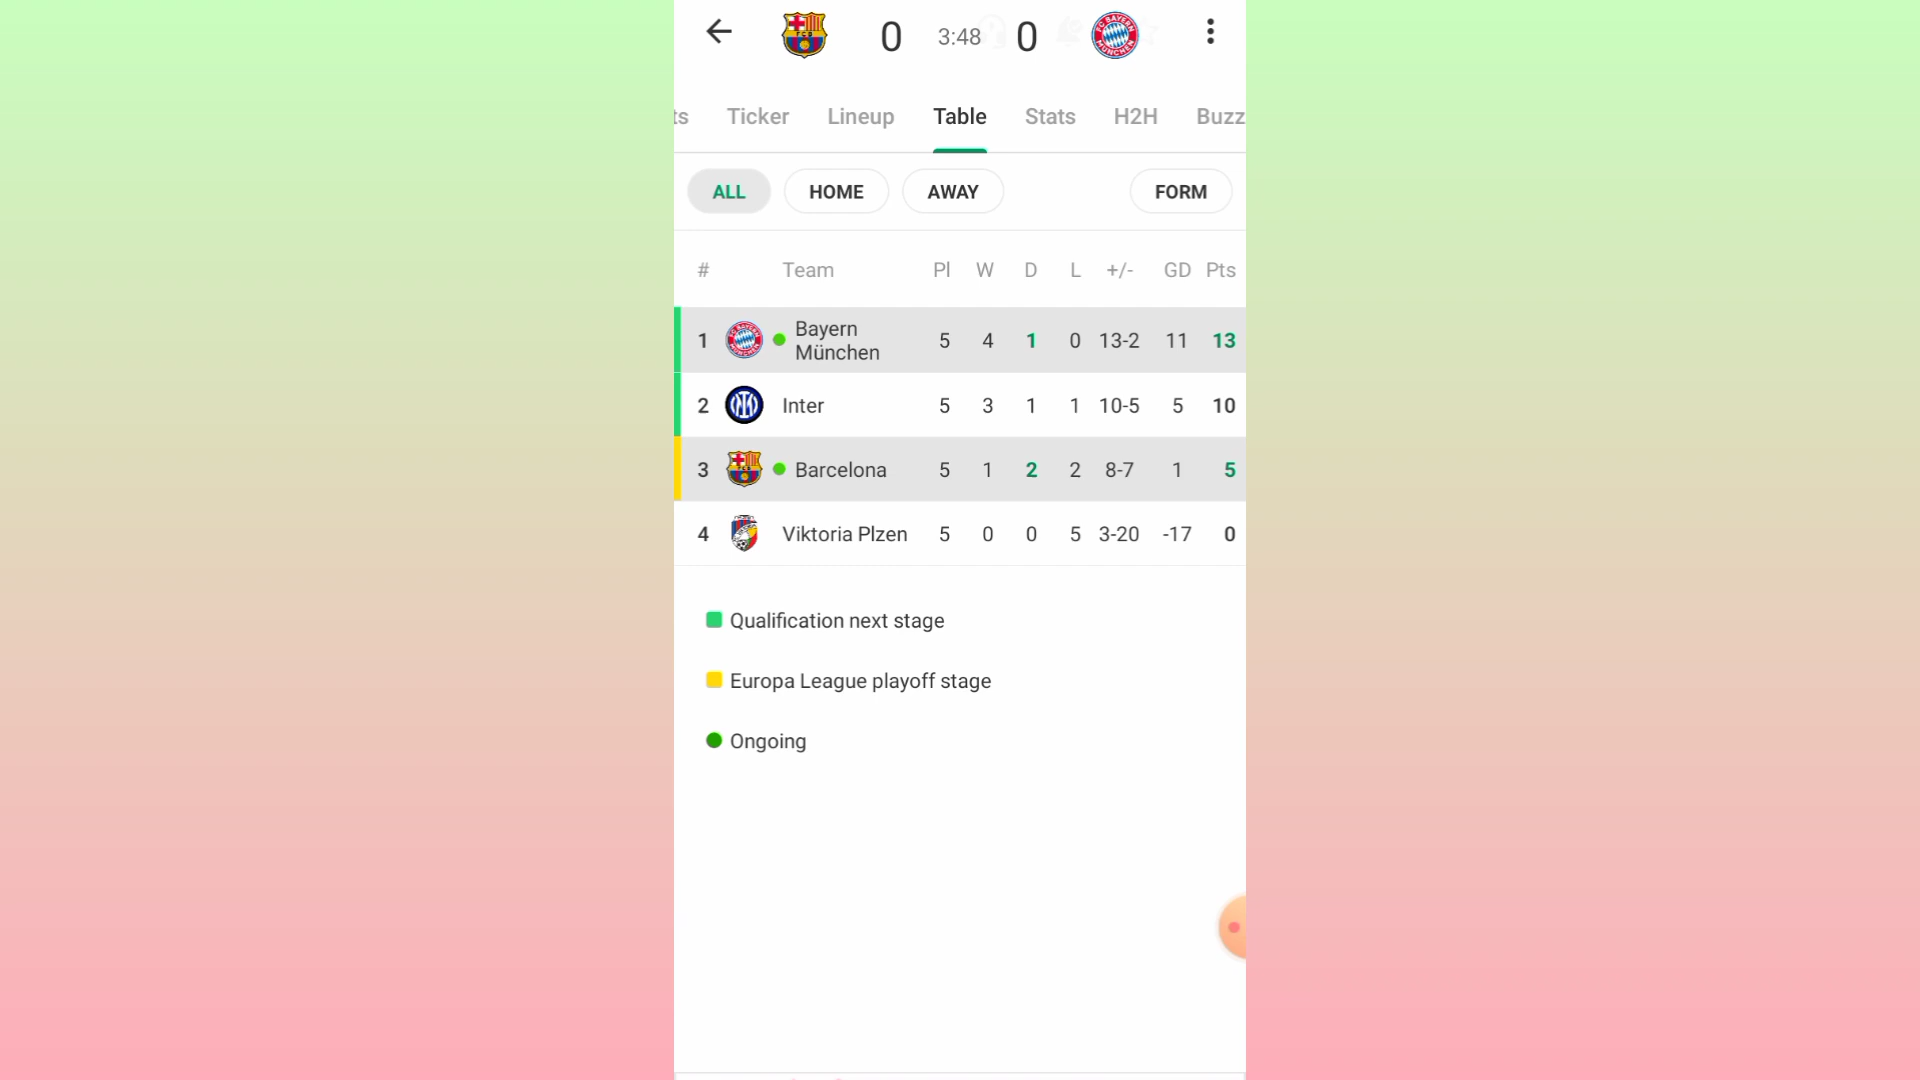 0 3:48 0
ts Ticker Lineup Table Stats H2H Buzz
ALL HOME AWAY FORM
# Team Pl W D L +/- GD Pts
1 Bayern München 5 4 1 0 13-2 11 13
2 Inter 5 3 1 1 10-5 5 10
3 Barcelona 5 1 2 2 8-7 1 5
4 Viktoria Plzen 5 0 0 5 3-20 -17 0
Qualification next stage
Europa League playoff stage
Ongoing